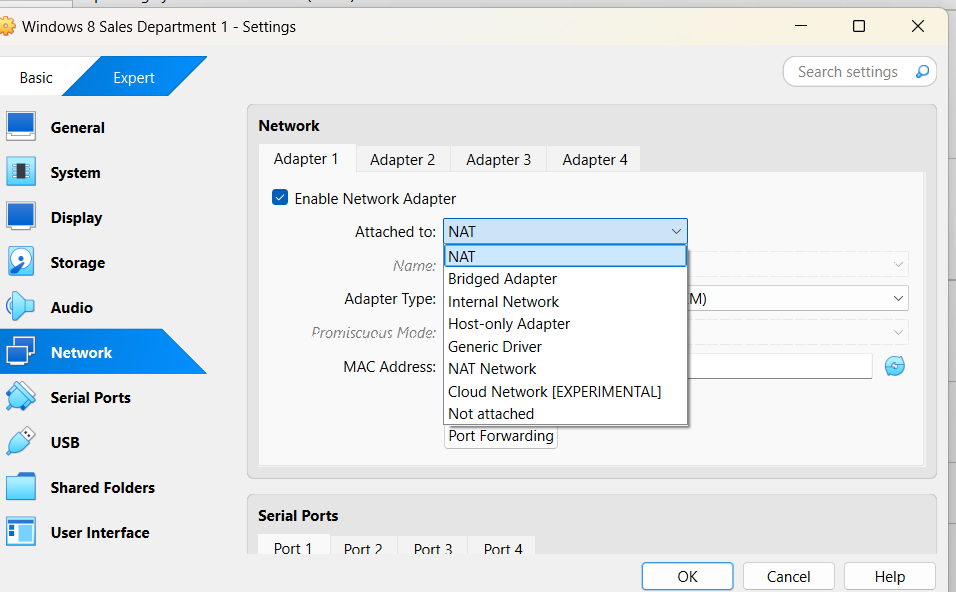 Windows 8 Sales Department 1 - Settings
Basic
Expert
Search settings
General
System
Display
Storage
Audio
Network
Serial Ports
USB
Shared Folders
User Interface
Network
Adapter 1
Adapter 2
Adapter 3
Adapter 4
Enable Network Adapter
Attached to:
NAT
NAT
Bridged Adapter
Internal Network
Host-only Adapter
Generic Driver
NAT Network
Cloud Network [EXPERIMENTAL]
Not attached
Name:
Adapter Type:
M)
Promiscuous Mode:
MAC Address:
Port Forwarding
Serial Ports
Port 1
Port 2
Port 3
Port 4
OK
Cancel
Help